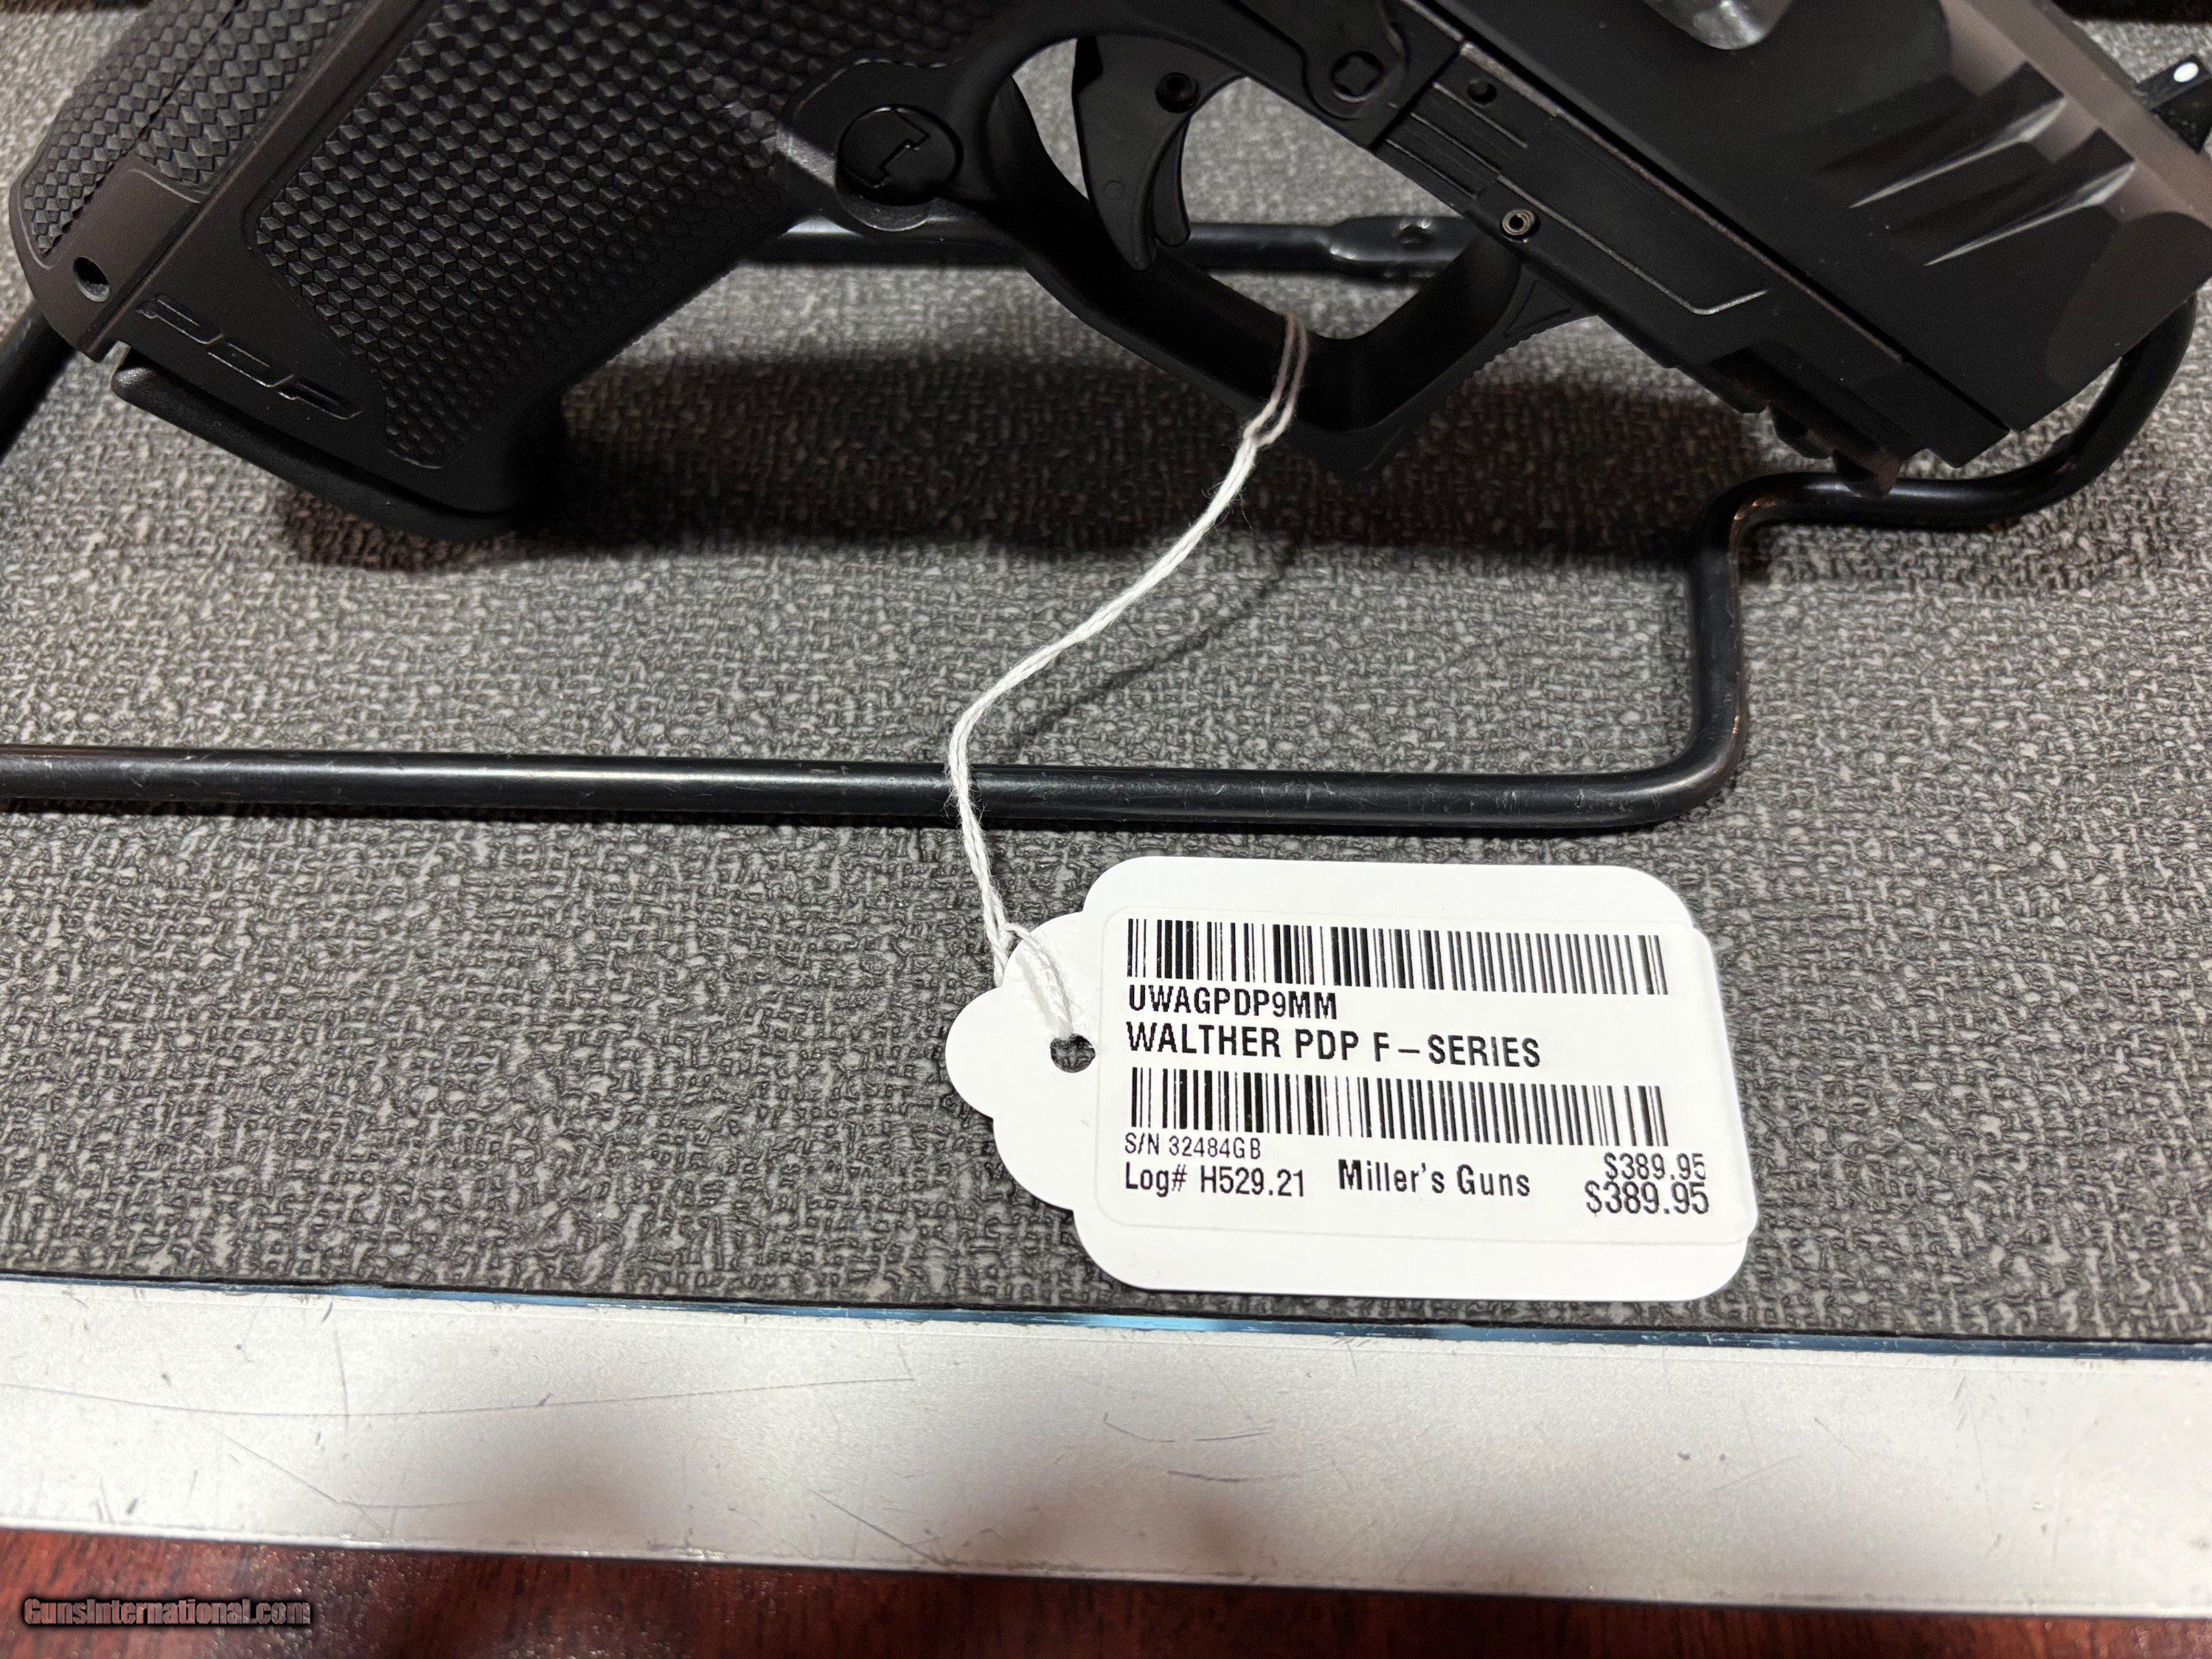 PDP
UWAGPDP9MM
WALTHER PDP F-SERIES
S/N 32484GB
$389.95
Log# H529.21 Miller's Guns $389.95
GunsInternational.com